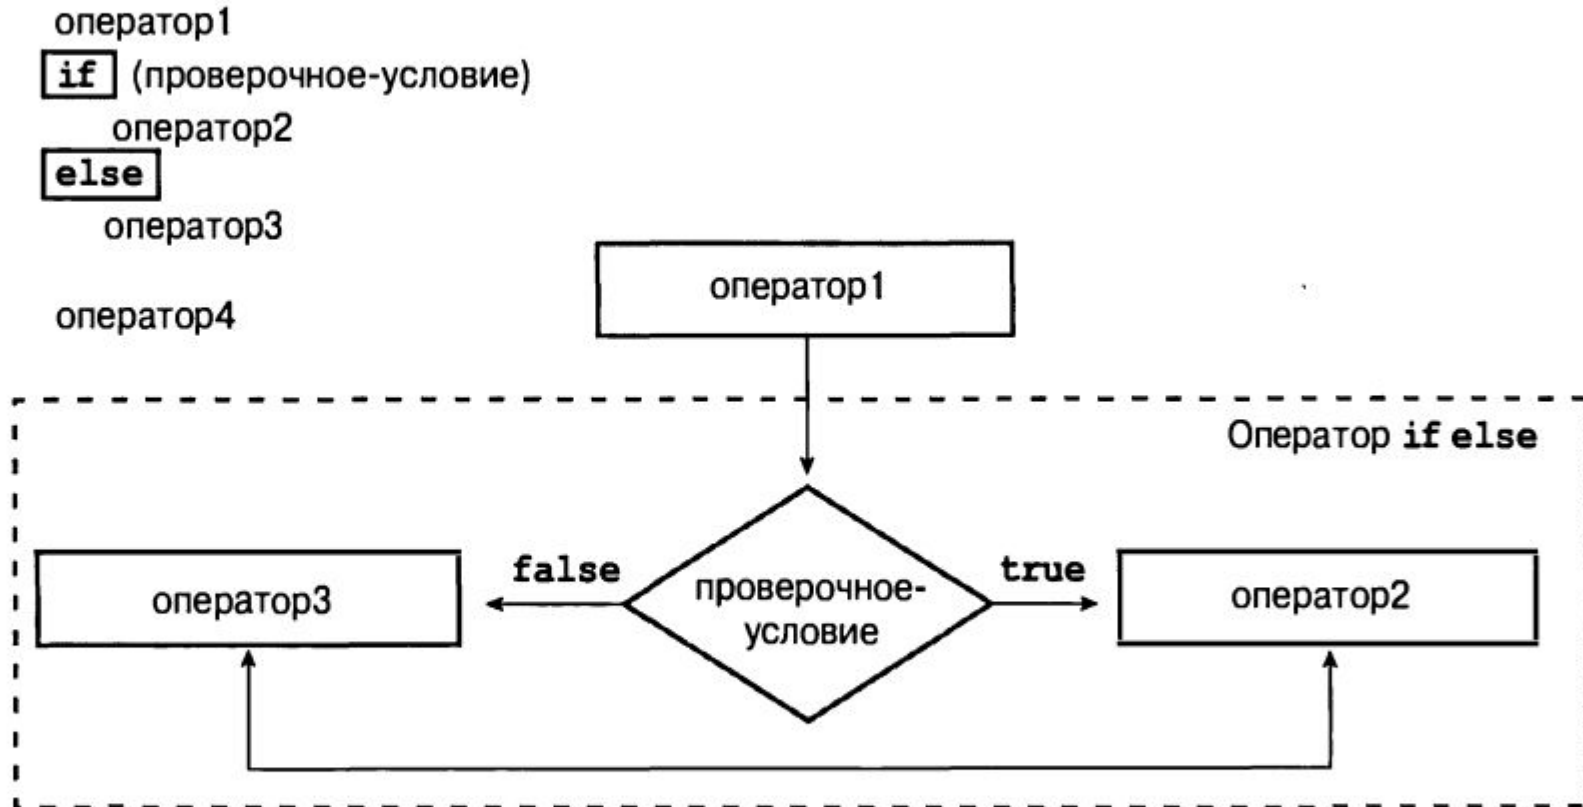 оператор1
if (проверочное-условие)
оператор2
else
оператор3
оператор4
оператор1
Оператор if else
false
true
оператор3
проверочное-
условие
оператор2